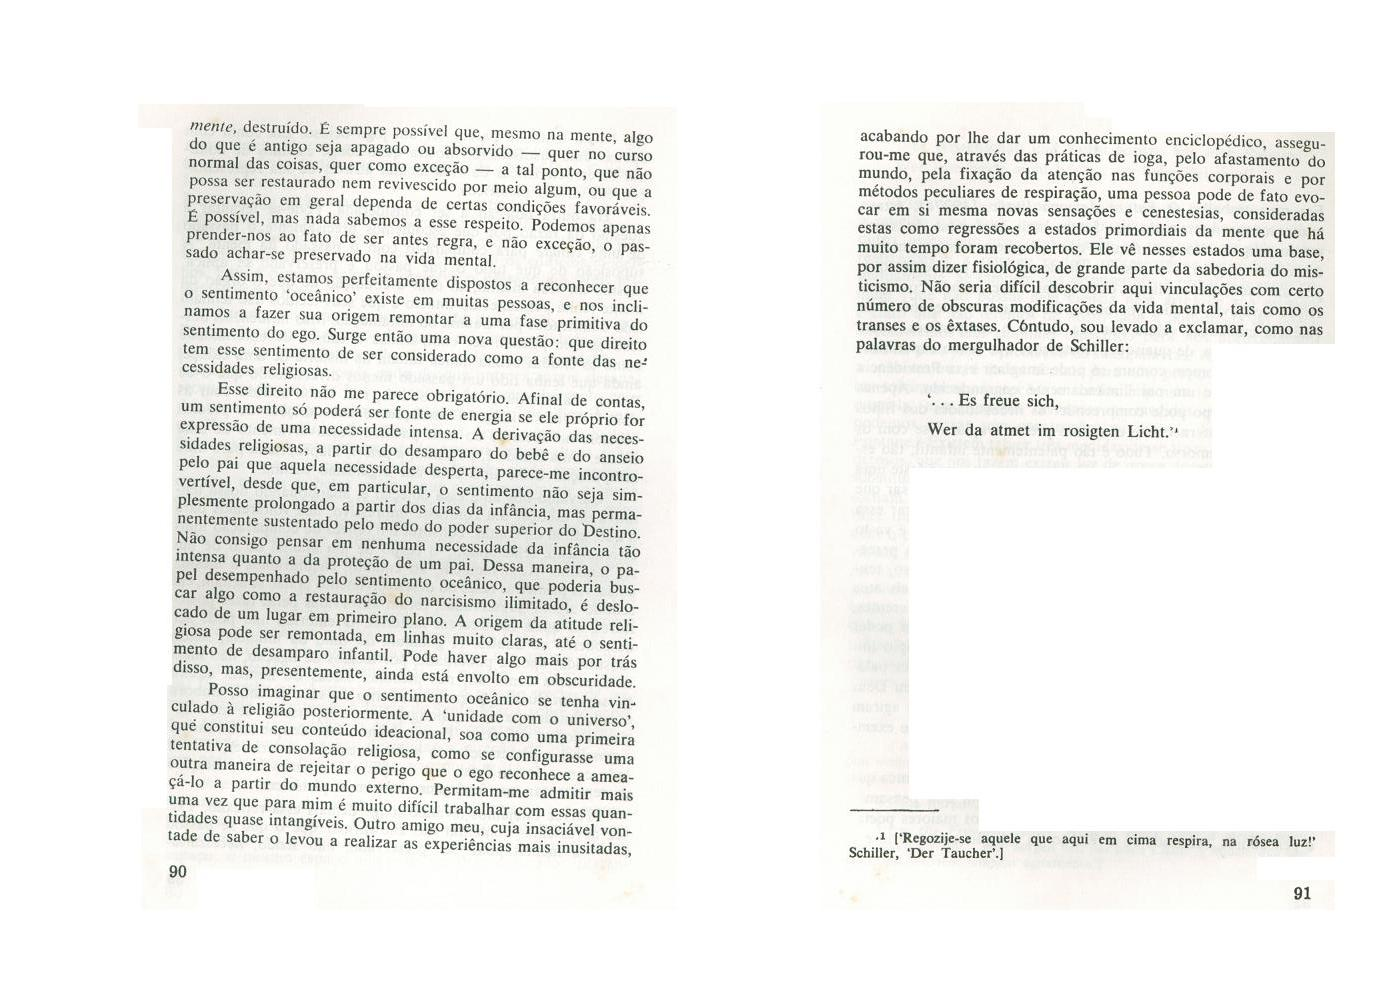 mente, destruído. É sempre possível que, mesmo na mente, algo
do que é antigo seja apagado ou absorvido — quer no curso
normal das coisas, quer como exceção — a tal ponto, que não
possa ser restaurado nem revivescido por meio algum, ou que a
preservação em geral dependa de certas condições favoráveis.
É possível, mas nada sabemos a esse respeito. Podemos apenas
prender-nos ao fato de ser antes regra, e não exceção, o pas-
sado achar-se preservado na vida mental.
Assim, estamos perfeitamente dispostos a reconhecer que
o sentimento ‘oceânico’ existe em muitas pessoas, e nos incli-
namos a fazer sua origem remontar a uma fase primitiva do
sentimento do ego. Surge então uma nova questão: que direito
tem esse sentimento de ser considerado como a fonte das ne-
cessidades religiosas.
Esse direito não me parece obrigatório. Afinal de contas,
um sentimento só poderá ser fonte de energia se ele próprio for
expressão de uma necessidade intensa. A derivação das neces-
sidades religiosas, a partir do desamparo do bebê e do anseio
pelo pai que aquela necessidade desperta, parece-me incontro-
vertível, desde que, em particular, o sentimento não seja sim-
plesmente prolongado a partir dos dias da infância, mas perma-
nentemente sustentado pelo medo do poder superior do Destino.
Não consigo pensar em nenhuma necessidade da infância tão
intensa quanto a da proteção de um pai. Dessa maneira, o pa-
pel desempenhado pelo sentimento oceânico, que poderia bus-
car algo como a restauração do narcisismo ilimitado, é deslo-
cado de um lugar em primeiro plano. A origem da atitude reli-
giosa pode ser remontada, em linhas muito claras, até o senti-
mento de desamparo infantil. Pode haver algo mais por trás
disso, mas, presentemente, ainda está envolto em obscuridade.
Posso imaginar que o sentimento oceânico se tenha vin-
culado à religião posteriormente. A ‘unidade com o universo’,
que constitui seu conteúdo ideacional, soa como uma primeira
tentativa de consolação religiosa, como se configurasse uma
outra maneira de rejeitar o perigo que o ego reconhece a amea-
çá-lo a partir do mundo externo. Permitam-me admitir mais
uma vez que para mim é muito difícil trabalhar com essas quan-
tidades quase intangíveis. Outro amigo meu, cuja insaciável von-
tade de saber o levou a realizar as experiências mais inusitadas,
90
acabando por lhe dar um conhecimento enciclopédico, assegu-
rou-me que, através das práticas de ioga, pelo afastamento do
mundo, pela fixação da atenção nas funções corporais e por
métodos peculiares de respiração, uma pessoa pode de fato evo-
car em si mesma novas sensações e cenestesias, consideradas
estas como regressões a estados primordiais da mente que há
muito tempo foram recobertos. Ele vê nesses estados uma base,
por assim dizer fisiológica, de grande parte da sabedoria do mis-
ticismo. Não seria difícil descobrir aqui vinculações com certo
número de obscuras modificações da vida mental, tais como os
transes e os êxtases. Contudo, sou levado a exclamar, como nas
palavras do mergulhador de Schiller:
‘. . . Es freue sich,
Wer da atmet im rosigten Licht.’¹
1 [‘Regozije-se aquele que aqui em cima respira, na rósea luz!’
Schiller, ‘Der Taucher’.]
91